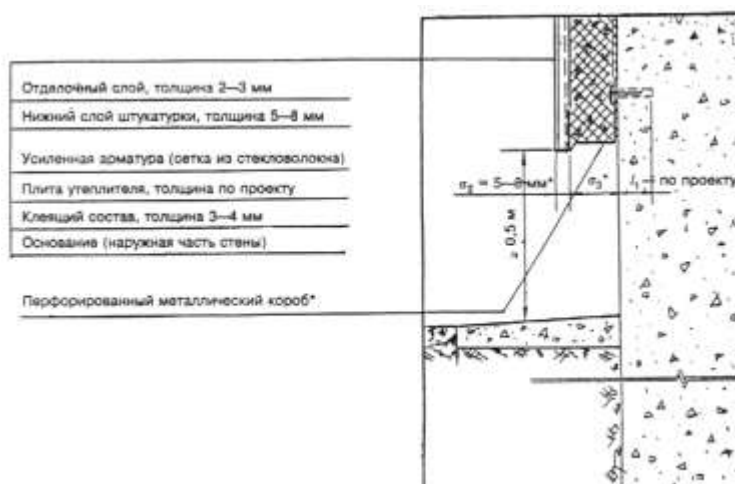 Отделочный слой, толщина 2—3 мм
Нижний слой штукатурки, толщина 5—8 мм
Усиленная арматура (сетка из стекловолокна)
Плита утеплителя, толщина по проекту
Клеящий состав, толщина 3—4 мм
Основание (наружная часть стены)
Перфорированный металлический короб*
σ₂ = 5—8 мм* σ₃* l₁ — по проекту
≥ 0,5 м